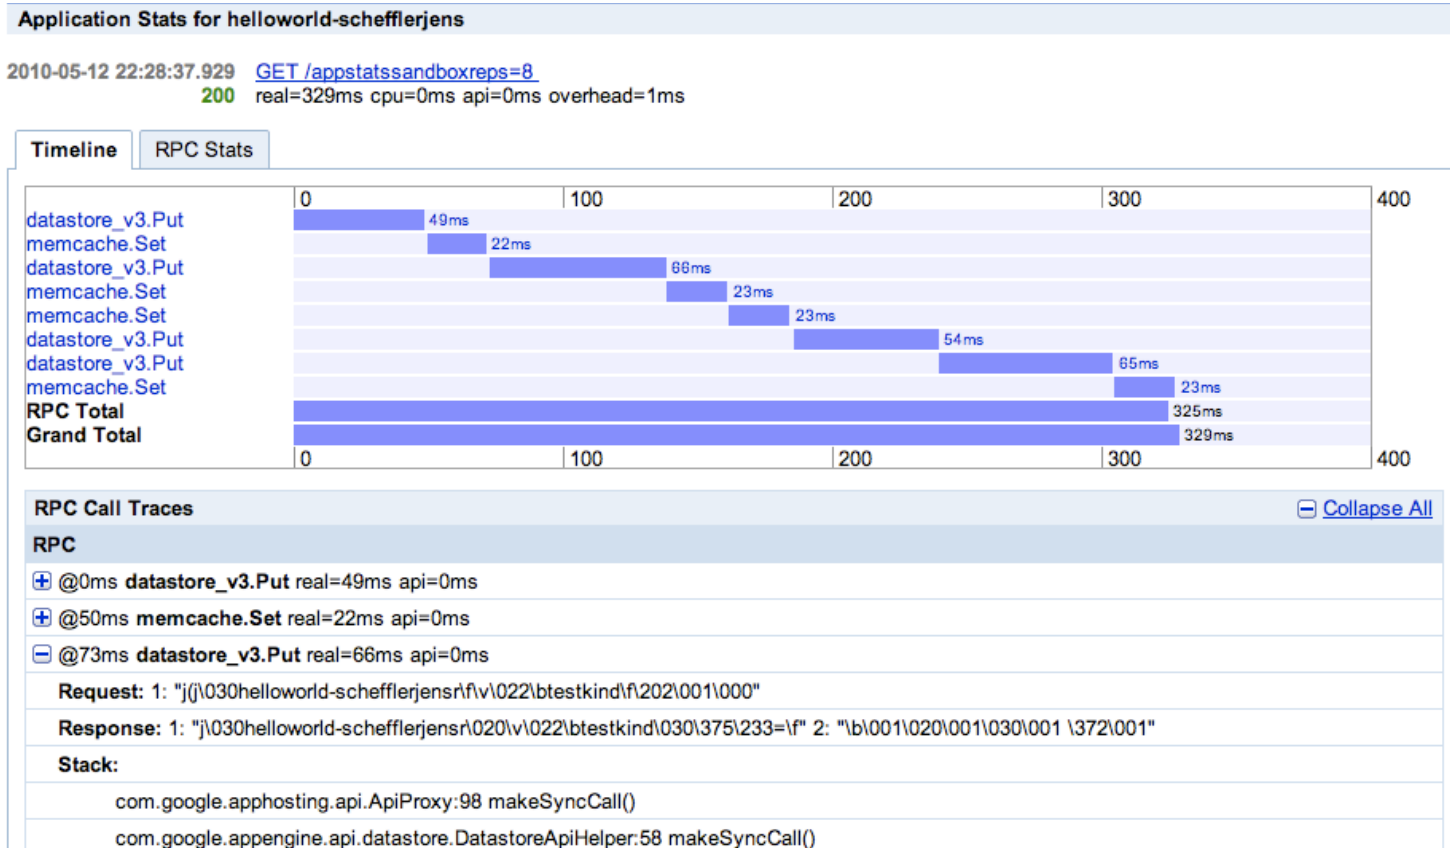 Application Stats for helloworld-schefflerjens
2010-05-12 22:28:37.929 GET /appstatssandboxreps=8
200 real=329ms cpu=0ms api=0ms overhead=1ms
Timeline RPC Stats
0 100 200 300 400
datastore_v3.Put 49ms
memcache.Set 22ms
datastore_v3.Put 66ms
memcache.Set 23ms
memcache.Set 23ms
datastore_v3.Put 54ms
datastore_v3.Put 65ms
memcache.Set 23ms
RPC Total 325ms
Grand Total 329ms
0 100 200 300 400
RPC Call Traces Collapse All
RPC
@0ms datastore_v3.Put real=49ms api=0ms
@50ms memcache.Set real=22ms api=0ms
@73ms datastore_v3.Put real=66ms api=0ms
Request: 1: "j(j\030helloworld-schefflerjensr\f\v\022\btestkind\f\202\001\000"
Response: 1: "j\030helloworld-schefflerjensr\020\v\022\btestkind\030\375\233=\f" 2: "\b\001\020\001\030\001 \372\001"
Stack:
com.google.apphosting.api.ApiProxy:98 makeSyncCall()
com.google.appengine.api.datastore.DatastoreApiHelper:58 makeSyncCall()